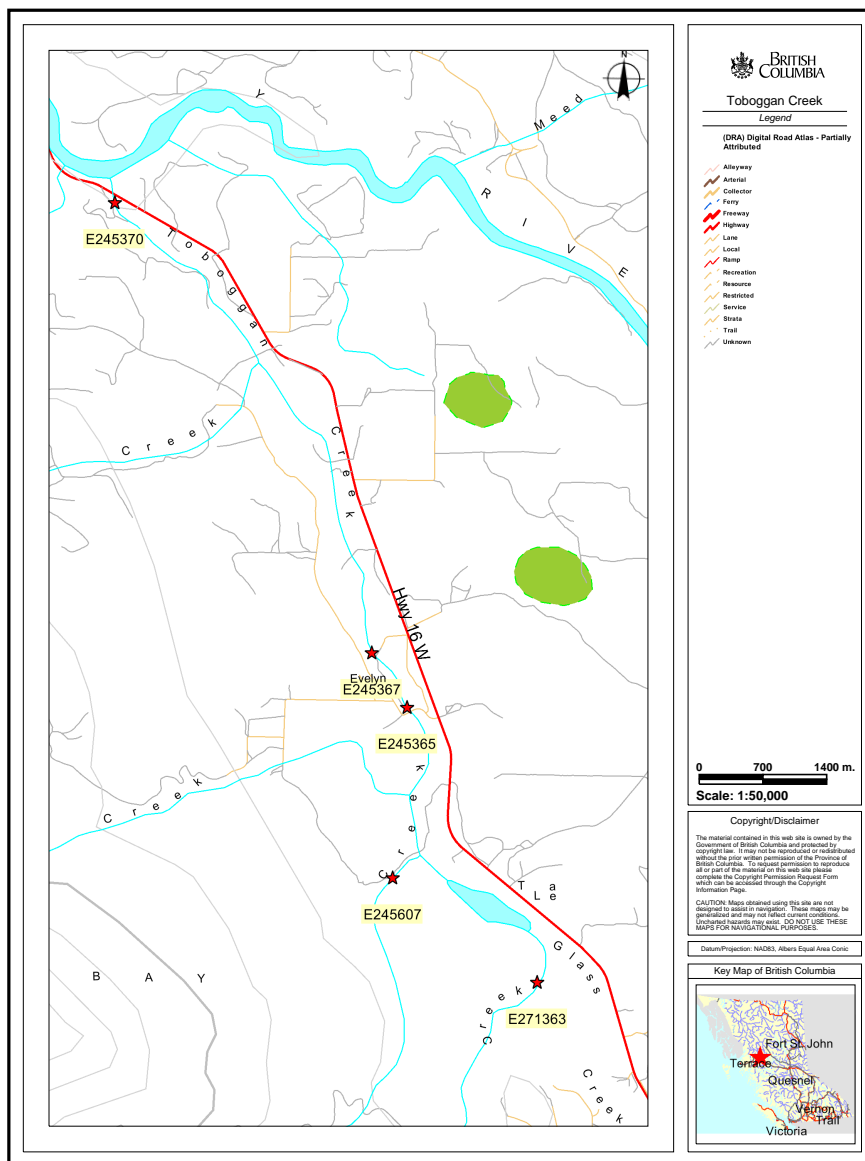 N
Y
Meed
R I V E
E245370
Toboggan
Creek
Creek
Hwy 16 W
Evelyn
E245367
E245365
Creek
Creek
E245607
T
La
e
Glass
Creek
E271363
B A Y
Creek
BRITISH
COLUMBIA
Toboggan Creek
Legend
(DRA) Digital Road Atlas - Partially
Attributed
Alleyway
Arterial
Collector
Ferry
Freeway
Highway
Lane
Local
Ramp
Recreation
Resource
Restricted
Service
Strata
Trail
Unknown
0 700 1400 m.
Scale: 1:50,000
Copyright/Disclaimer
The material contained in this web site is owned by the
Government of British Columbia and protected by
copyright law. It may not be reproduced or redistributed
without the prior written permission of the Province of
British Columbia. To request permission to reproduce
all or part of the material on this web site please
complete the Copyright Permission Request Form
which can be accessed through the Copyright
Information Page.
CAUTION: Maps obtained using this site are not
designed to assist in navigation. These maps may be
generalized and may not reflect current conditions.
Uncharted hazards may exist. DO NOT USE THESE
MAPS FOR NAVIGATIONAL PURPOSES.
Datum/Projection: NAD83, Albers Equal Area Conic
Key Map of British Columbia
Fort St. John
Terrace
Quesnel
Vernon
Trail
Victoria